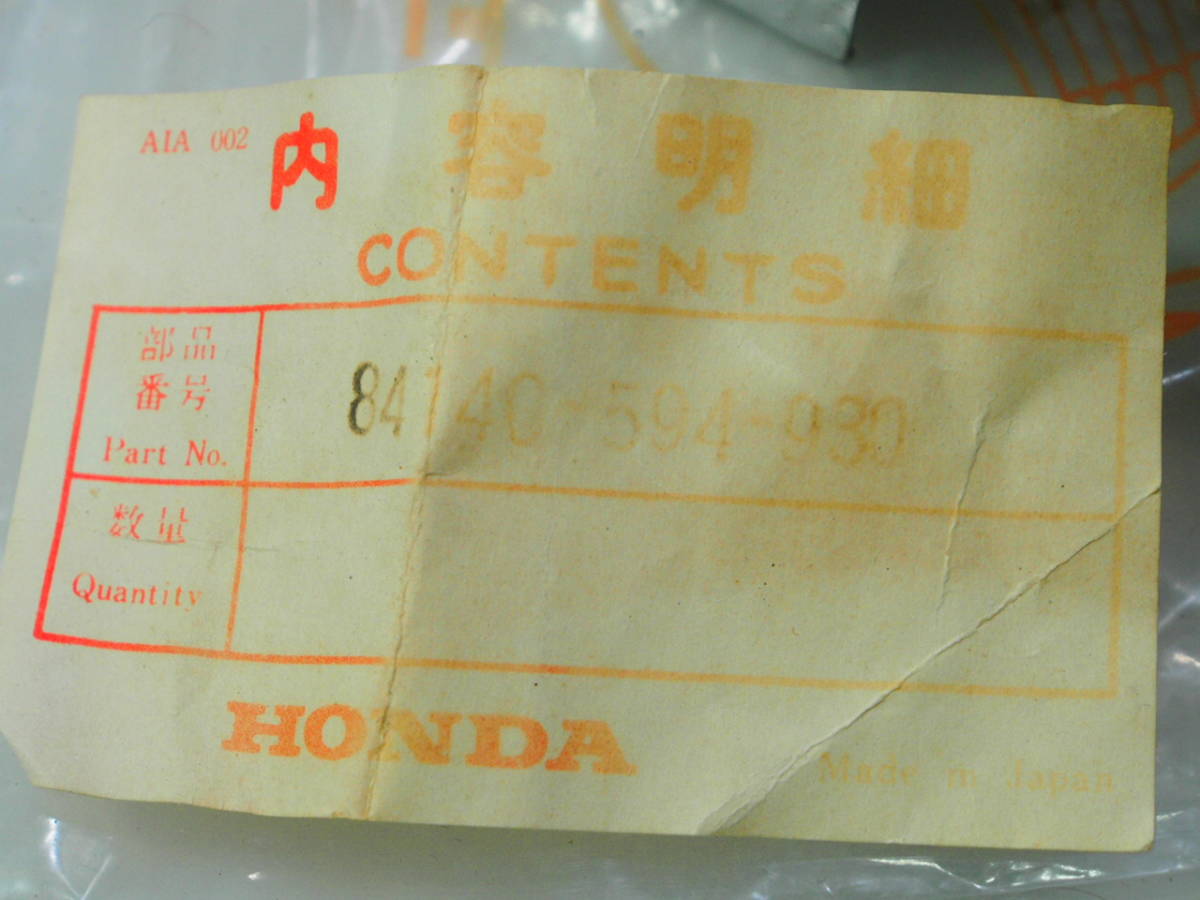 AIA 002
内容明細
CONTENTS
部品
番号
Part No.
84140-594-930
数量
Quantity
HONDA
Made in Japan